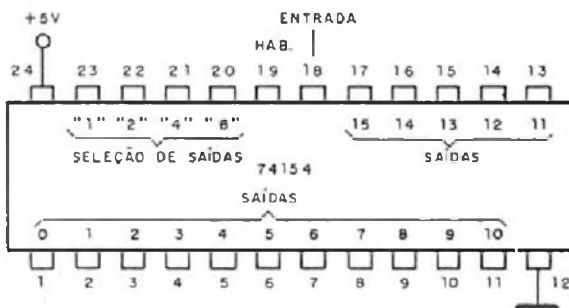 ENTRADA
+5V
HAB.
24 23 22 21 20 19 18 17 16 15 14 13
"1" "2" "4" "8" 15 14 13 12 11
SELEÇÃO DE SAÍDAS SAÍDAS
74154
SAÍDAS
0 1 2 3 4 5 6 7 8 9 10
1 2 3 4 5 6 7 8 9 10 11 12